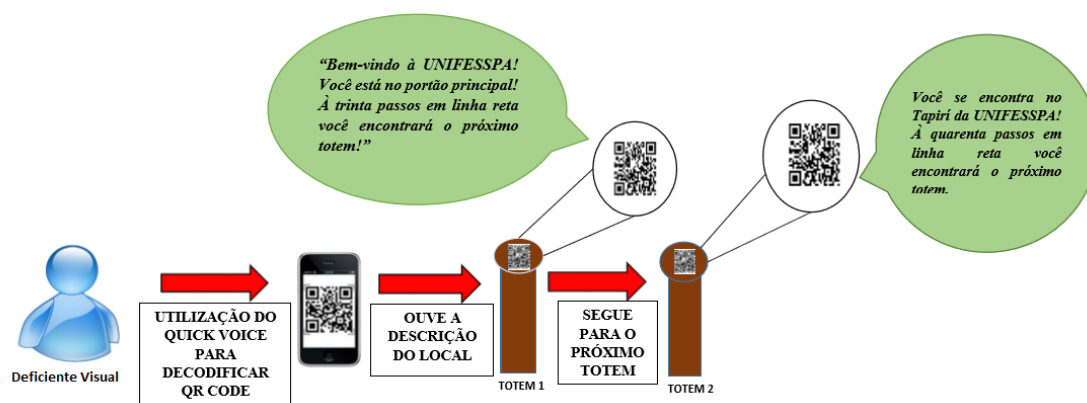 “Bem-vindo à UNIFESSPA!
Você está no portão principal!
À trinta passos em linha reta
você encontrará o próximo
totem!”
Você se encontra no
Tapirí da UNIFESSPA!
À quarenta passos em
linha reta você
encontrará o próximo
totem.
UTILIZAÇÃO DO
QUICK VOICE
PARA
DECODIFICAR
QR CODE
OUVE A
DESCRIÇÃO
DO LOCAL
SEGUE
PARA O
PRÓXIMO
TOTEM
Deficiente Visual
TOTEM 1
TOTEM 2